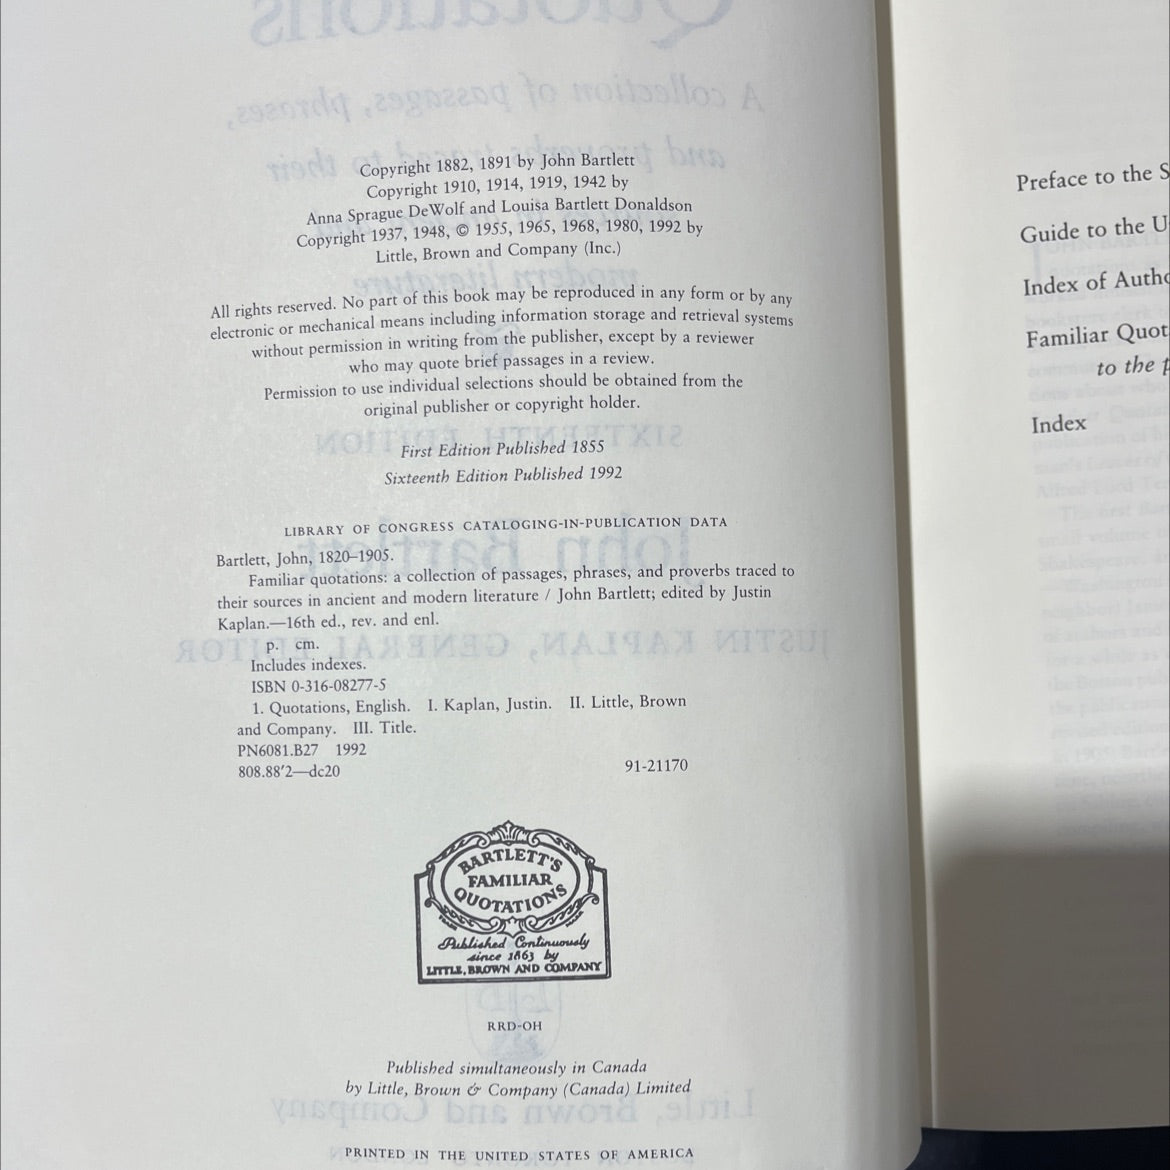 Copyright 1882, 1891 by John Bartlett
Copyright 1910, 1914, 1919, 1942 by
Anna Sprague DeWolf and Louisa Bartlett Donaldson
Copyright 1937, 1948, © 1955, 1965, 1968, 1980, 1992 by
Little, Brown and Company (Inc.)
All rights reserved. No part of this book may be reproduced in any form or by any
electronic or mechanical means including information storage and retrieval systems
without permission in writing from the publisher, except by a reviewer
who may quote brief passages in a review.
Permission to use individual selections should be obtained from the
original publisher or copyright holder.
First Edition Published 1855
Sixteenth Edition Published 1992
LIBRARY OF CONGRESS CATALOGING-IN-PUBLICATION DATA
Bartlett, John, 1820–1905.
Familiar quotations: a collection of passages, phrases, and proverbs traced to
their sources in ancient and modern literature / John Bartlett; edited by Justin
Kaplan.—16th ed., rev. and enl.
p. cm.
Includes indexes.
ISBN 0-316-08277-5
1. Quotations, English. I. Kaplan, Justin. II. Little, Brown
and Company. III. Title.
PN6081.B27 1992
808.88′2—dc20 91-21170
BARTLETT'S
FAMILIAR
QUOTATIONS
Published Continuously
since 1863 by
LITTLE, BROWN AND COMPANY
RRD-OH
Published simultaneously in Canada
by Little, Brown & Company (Canada) Limited
PRINTED IN THE UNITED STATES OF AMERICA
Preface to the S
Guide to the U
Index of Autho
Familiar Quot
to the p
Index